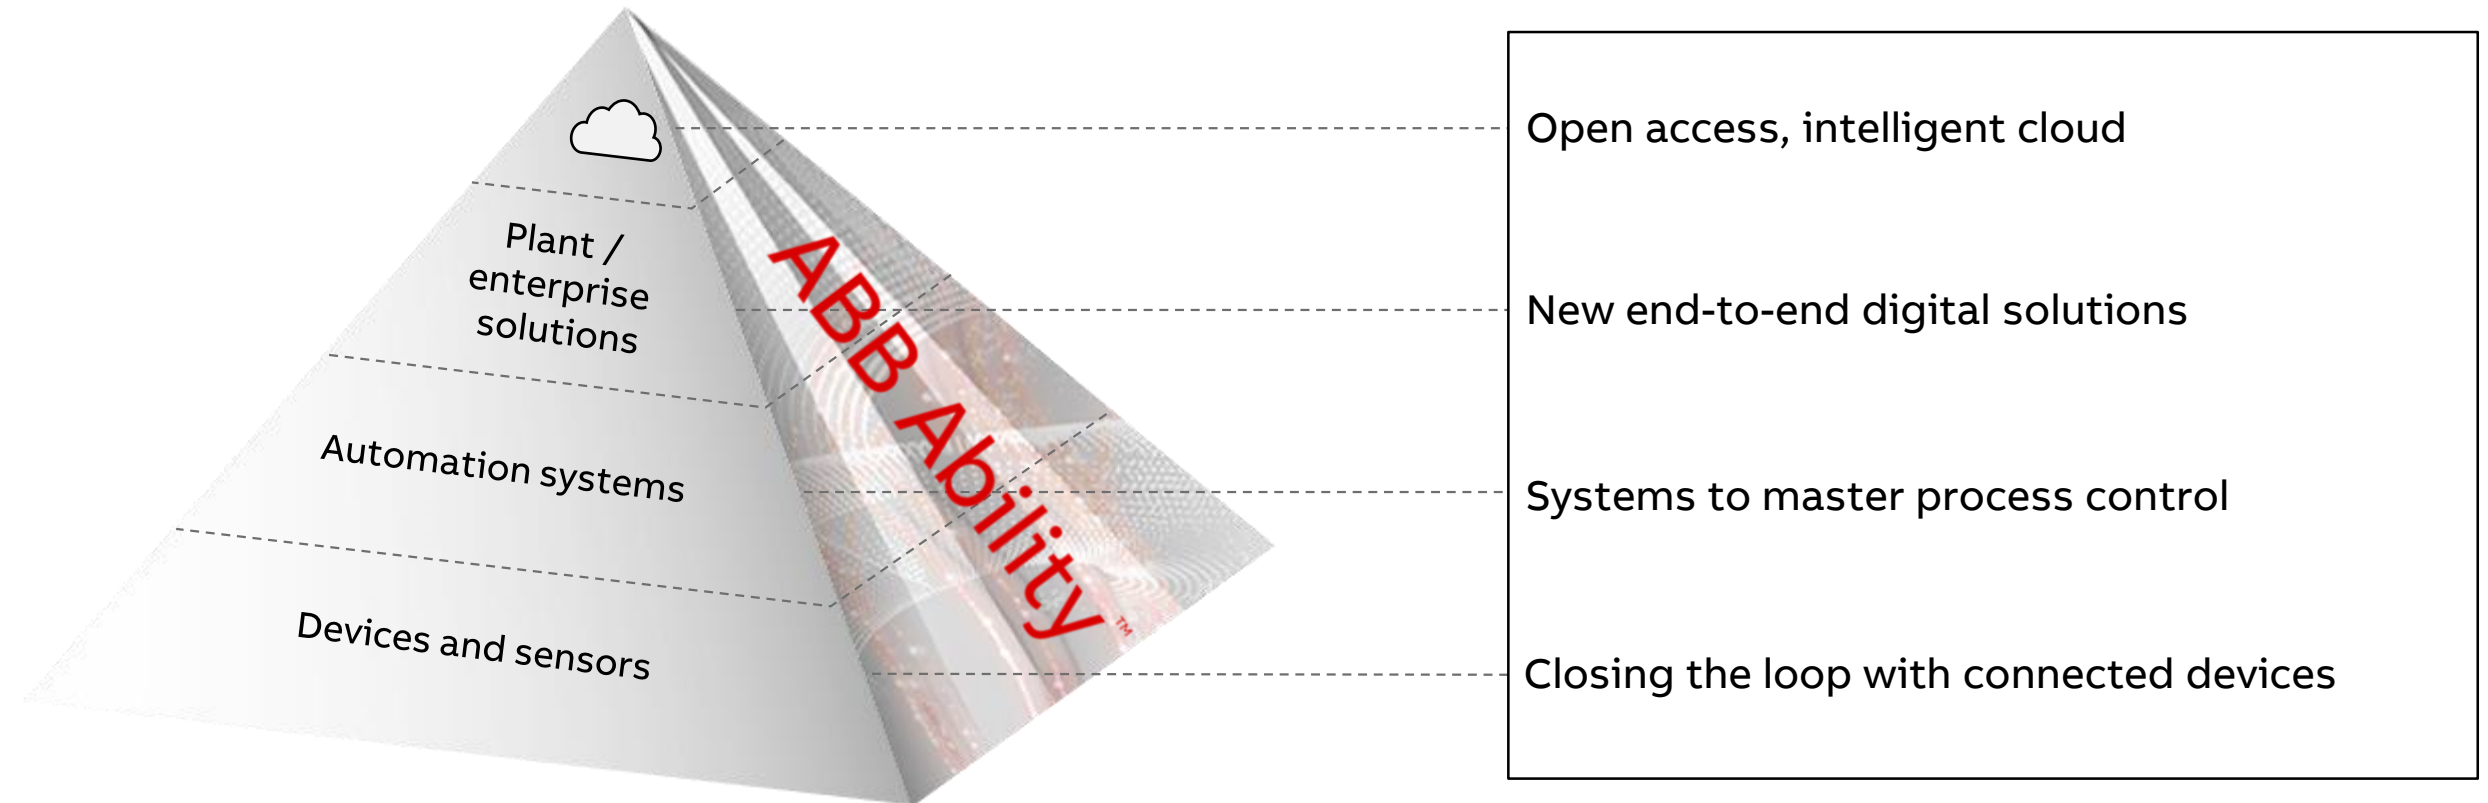 Plant /
enterprise
solutions
Automation systems
Devices and sensors
ABB Ability™
Open access, intelligent cloud
New end-to-end digital solutions
Systems to master process control
Closing the loop with connected devices